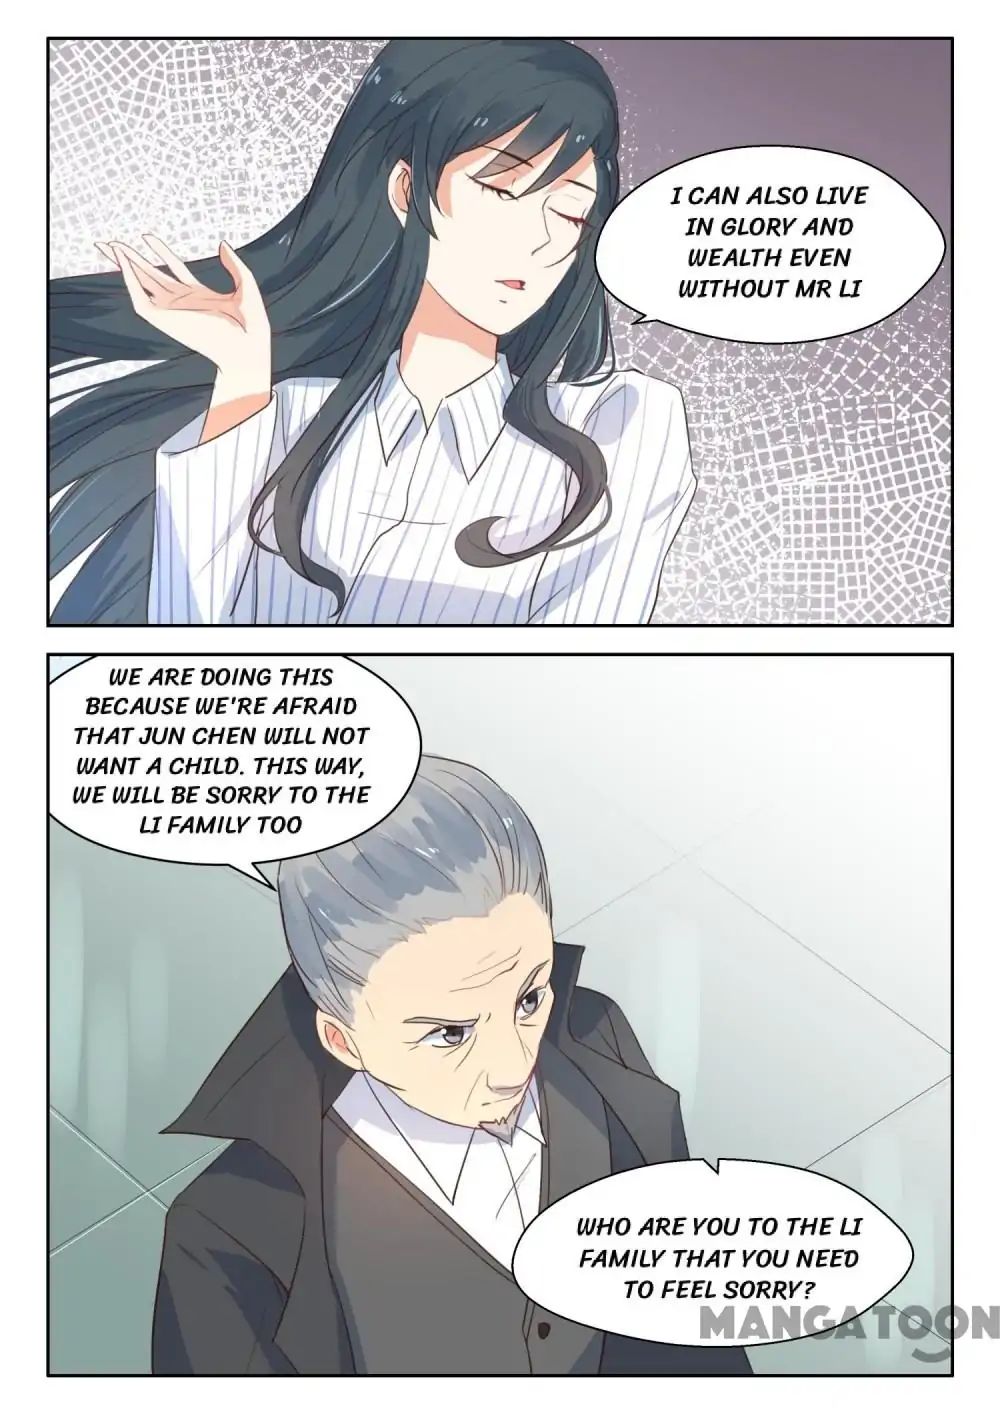 I CAN ALSO LIVE
IN GLORY AND
WEALTH EVEN
WITHOUT MR LI
WE ARE DOING THIS
BECAUSE WE'RE AFRAID
THAT JUN CHEN WILL NOT
WANT A CHILD. THIS WAY,
WE WILL BE SORRY TO THE
LI FAMILY TOO
WHO ARE YOU TO THE LI
FAMILY THAT YOU NEED
TO FEEL SORRY?
MANGATOON